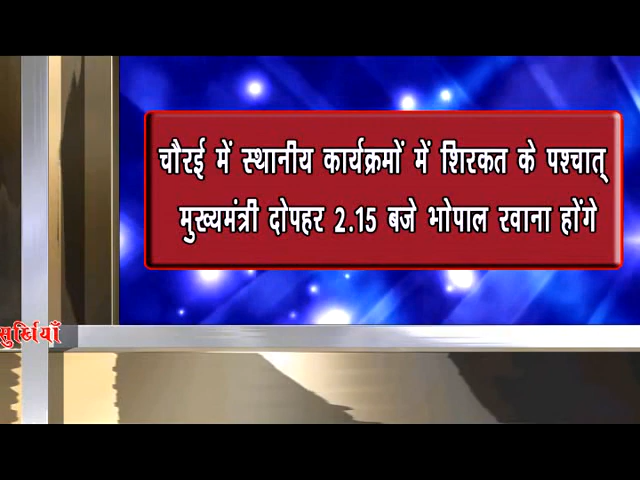 चौरई में स्थानीय कार्यक्रमों में शिरकत के पश्चात्
मुख्यमंत्री दोपहर 2.15 बजे भोपाल रवाना होंगे
सुर्ख़ियाँ